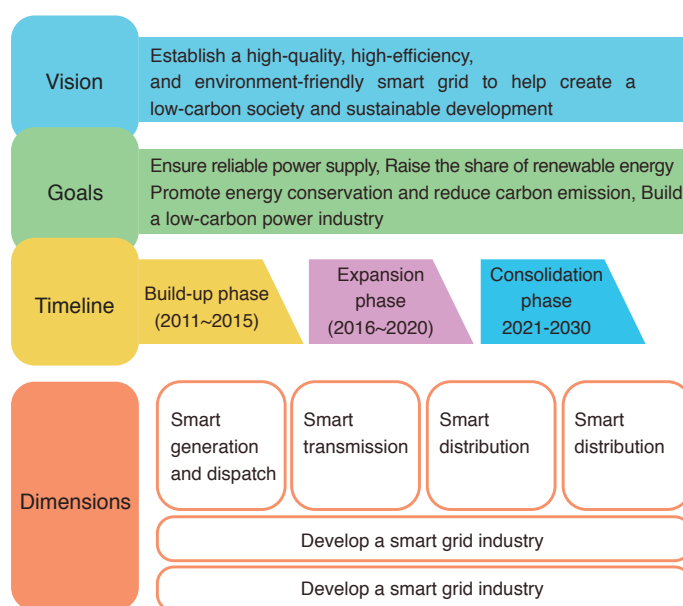 Vision
Establish a high-quality, high-efficiency,
and environment-friendly smart grid to help create a
low-carbon society and sustainable development
Goals
Ensure reliable power supply, Raise the share of renewable energy
Promote energy conservation and reduce carbon emission, Build
a low-carbon power industry
Timeline
Build-up phase
(2011~2015)
Expansion
phase
(2016~2020)
Consolidation
phase
2021-2030
Dimensions
Smart
generation
and dispatch
Smart
transmission
Smart
distribution
Smart
distribution
Develop a smart grid industry
Develop a smart grid industry